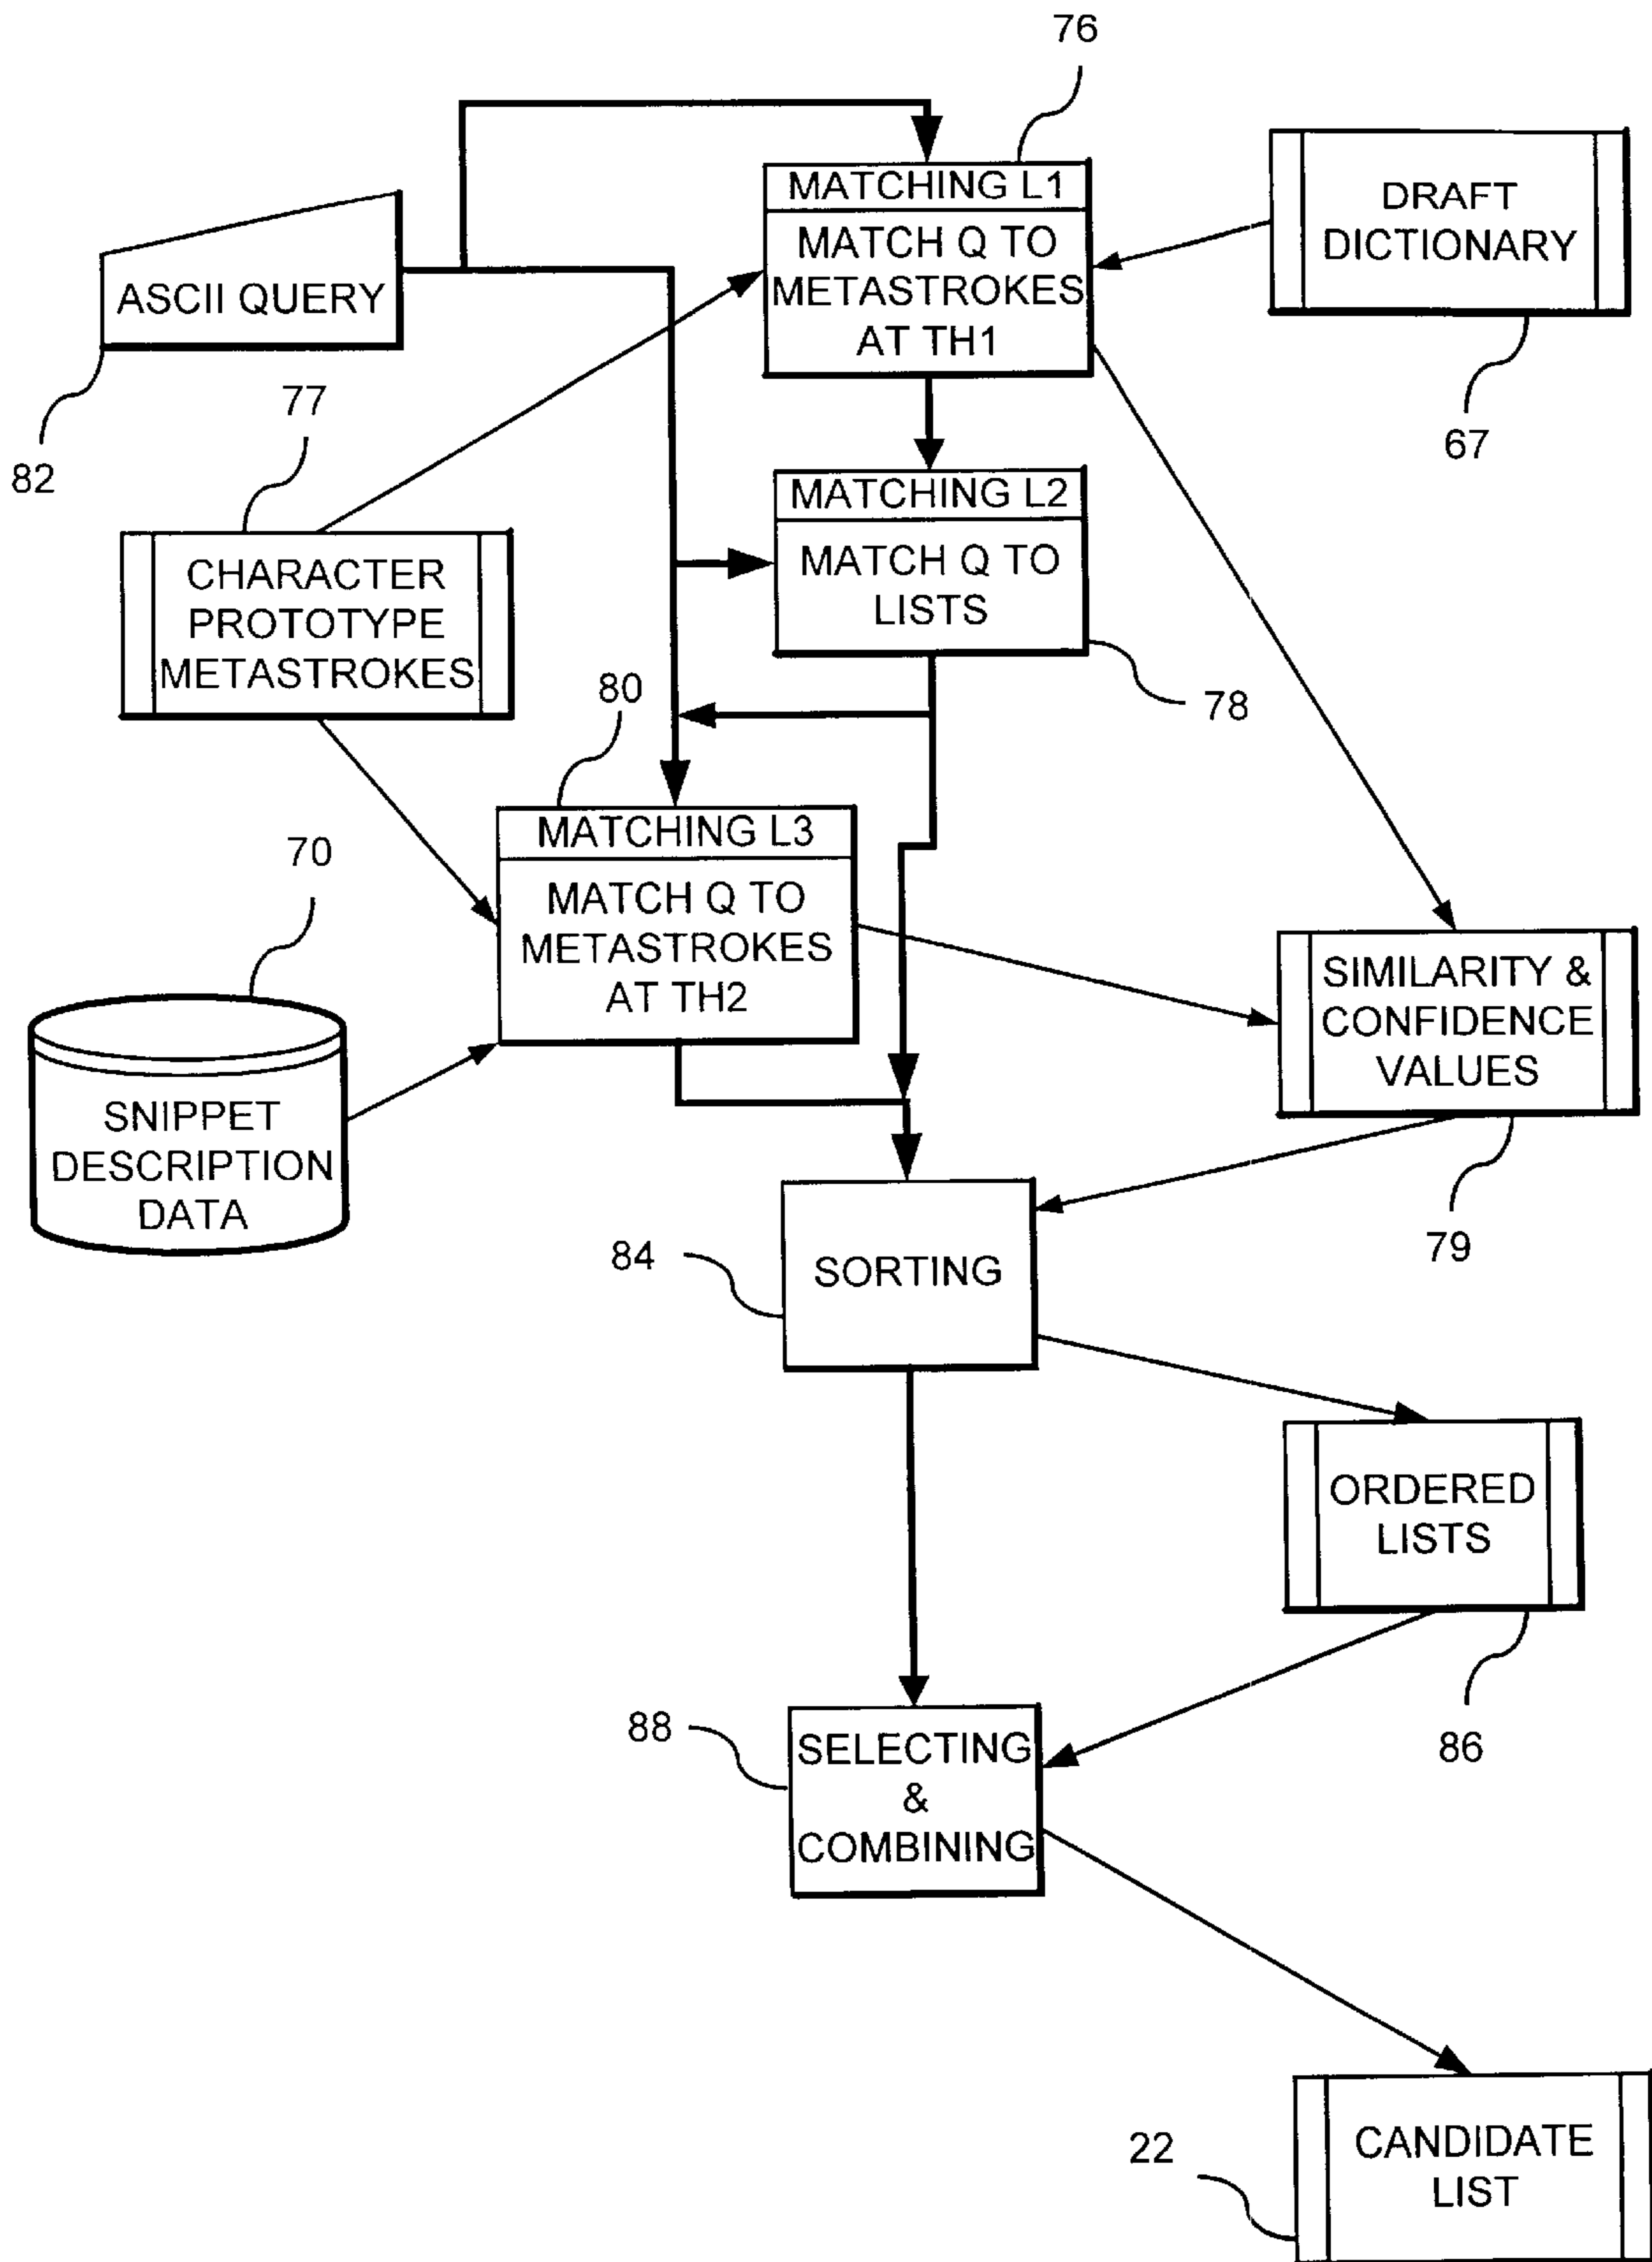 76
MATCHING L1
MATCH Q TO
METASTROKES
AT TH1
DRAFT
DICTIONARY
67
ASCII QUERY
82
77
CHARACTER
PROTOTYPE
METASTROKES
MATCHING L2
MATCH Q TO
LISTS
78
80
MATCHING L3
MATCH Q TO
METASTROKES
AT TH2
70
SNIPPET
DESCRIPTION
DATA
SIMILARITY &
CONFIDENCE
VALUES
79
84
SORTING
ORDERED
LISTS
86
88
SELECTING
&
COMBINING
22
CANDIDATE
LIST